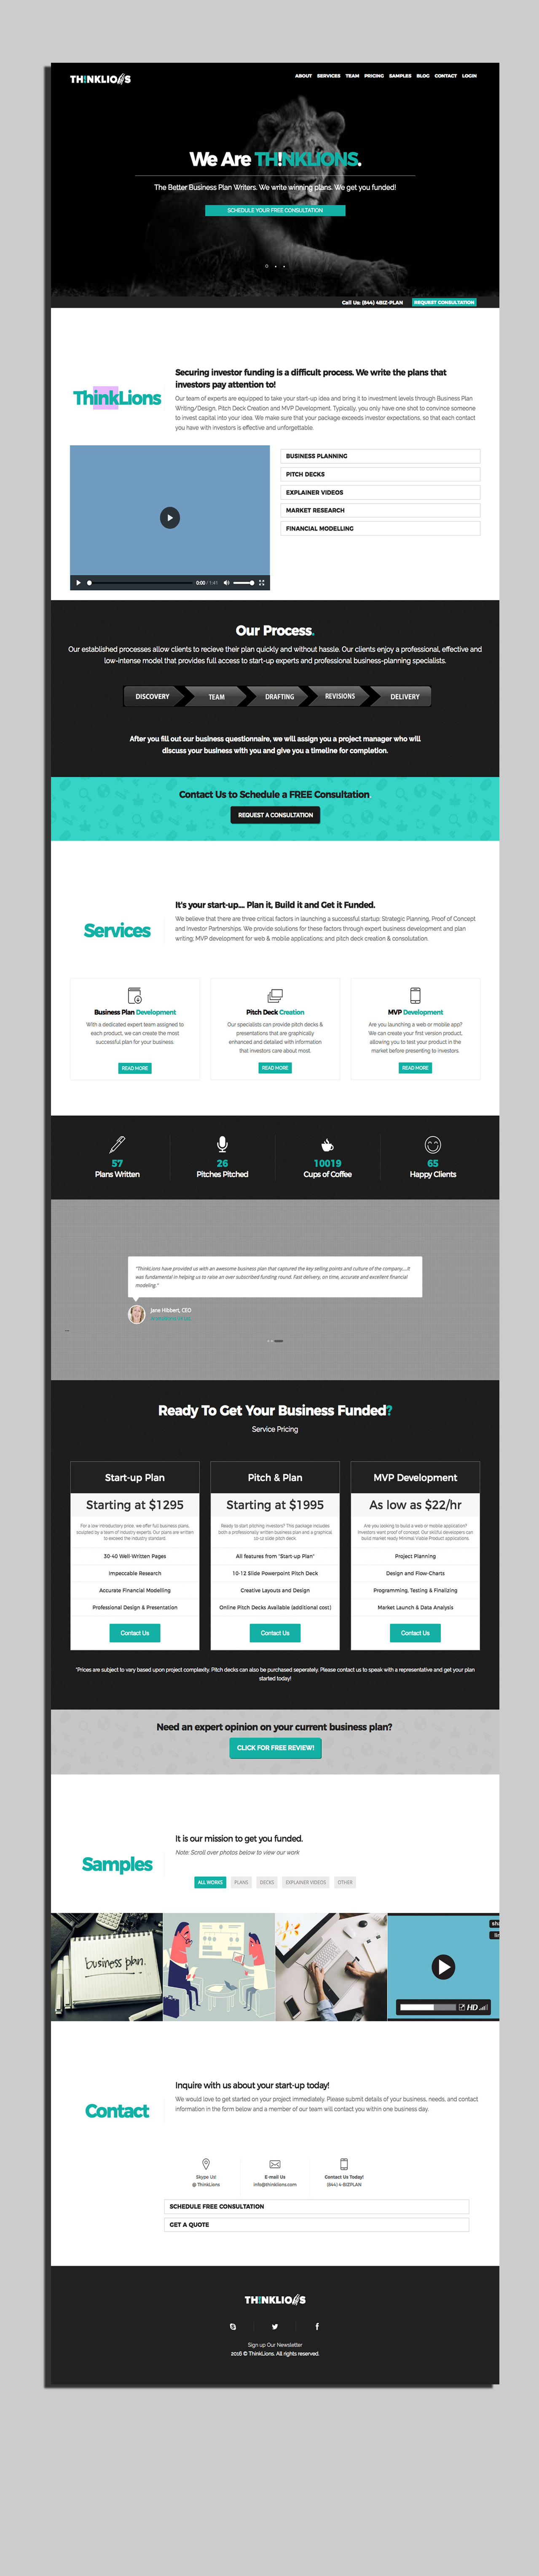 TH!NKLIONS
ABOUT SERVICES TEAM PRICING SAMPLES BLOG CONTACT LOGIN
We Are TH!NKLIONS.
The Better Business Plan Writers. We write winning plans. We get you funded!
SCHEDULE YOUR FREE CONSULTATION
Call Us: (844) 4BIZ-PLAN REQUEST CONSULTATION
ThinkLions
Securing investor funding is a difficult process. We write the plans that
investors pay attention to!
Our team of experts are equipped to take your start-up idea and bring it to investment levels through Business Plan
Writing/Design, Pitch Deck Creation and MVP Development. Typically, you only have one shot to convince someone
to invest capital into your idea. We make sure that your package exceeds investor expectations, so that each contact
you have with investors is effective and unforgettable.
BUSINESS PLANNING
PITCH DECKS
EXPLAINER VIDEOS
MARKET RESEARCH
FINANCIAL MODELLING
0:00 / 1:41
Our Process.
Our established processes allow clients to recieve their plan quickly and without hassle. Our clients enjoy a professional, effective and
low-intense model that provides full access to start-up experts and professional business-planning specialists.
DISCOVERY TEAM DRAFTING REVISIONS DELIVERY
After you fill out our business questionnaire, we will assign you a project manager who will
discuss your business with you and give you a timeline for completion.
Contact Us to Schedule a FREE Consultation
REQUEST A CONSULTATION
Services
It's your start-up.... Plan it, Build it and Get it Funded.
We believe that there are three critical factors in launching a successful startup: Strategic Planning, Proof of Concept
and Investor Partnerships. We provide solutions for these factors through expert business development and plan
writing; MVP development for web & mobile applications; and pitch deck creation & consolutation.
Business Plan Development
With a dedicated expert team assigned to
each product, we can create the most
successful plan for your business.
READ MORE
Pitch Deck Creation
Our specialists can provide pitch decks &
presentations that are graphically
enhanced and detailed with information
that investors care about most.
READ MORE
MVP Development
Are you launching a web or mobile app?
We can create your first version product,
allowing you to test your product in the
market before presenting to investors.
READ MORE
57
Plans Written
26
Pitches Pitched
10019
Cups of Coffee
65
Happy Clients
"ThinkLions have provided us with an awesome business plan that captured the key selling points and culture of the company....It
was fundamental in helping us to raise an over subscribed funding round. Fast delivery, on time, accurate and excellent financial
modeling."
Jane Hibbert, CEO
Ready To Get Your Business Funded?
Service Pricing
Start-up Plan
Starting at $1295
For a low introductory price, we offer full business plans,
sculpted by a team of industry experts. Our plans are written
to exceed the industry standard.
30-40 Well-Written Pages
Impeccable Research
Accurate Financial Modelling
Professional Design & Presentation
Contact Us
Pitch & Plan
Starting at $1995
Ready to start pitching investors? This package includes
both a professionally written business plan and a graphical
10-12 slide pitch deck.
All features from "Start-up Plan"
10-12 Slide Powerpoint Pitch Deck
Creative Layouts and Design
Online Pitch Decks Available (additional cost)
Contact Us
MVP Development
As low as $22/hr
Are you looking to build a web or mobile application?
Investors want proof of concept. Our skillful developers can
build market ready Minimal Viable Product applications.
Project Planning
Design and Flow-Charts
Programming, Testing & Finalizing
Market Launch & Data Analysis
Contact Us
*Prices are subject to vary based upon project complexity. Pitch decks can also be purchased seperately. Please contact us to speak with a representative and get your plan
started today!
Need an expert opinion on your current business plan?
CLICK FOR FREE REVIEW!
Samples
It is our mission to get you funded.
Note: Scroll over photos below to view our work
ALL WORKS PLANS DECKS EXPLAINER VIDEOS OTHER
business plan.
sha
lin
HD
Contact
Inquire with us about your start-up today!
We would love to get started on your project immediately. Please submit details of your business, needs, and contact
information in the form below and a member of our team will contact you within one business day.
Skype Us!
@ ThinkLions
E-mail Us
info@thinklions.com
Contact Us Today!
(844) 4-BIZPLAN
SCHEDULE FREE CONSULTATION
GET A QUOTE
TH!NKLIONS
Sign up Our Newsletter
2016 © ThinkLions. All rights reserved.